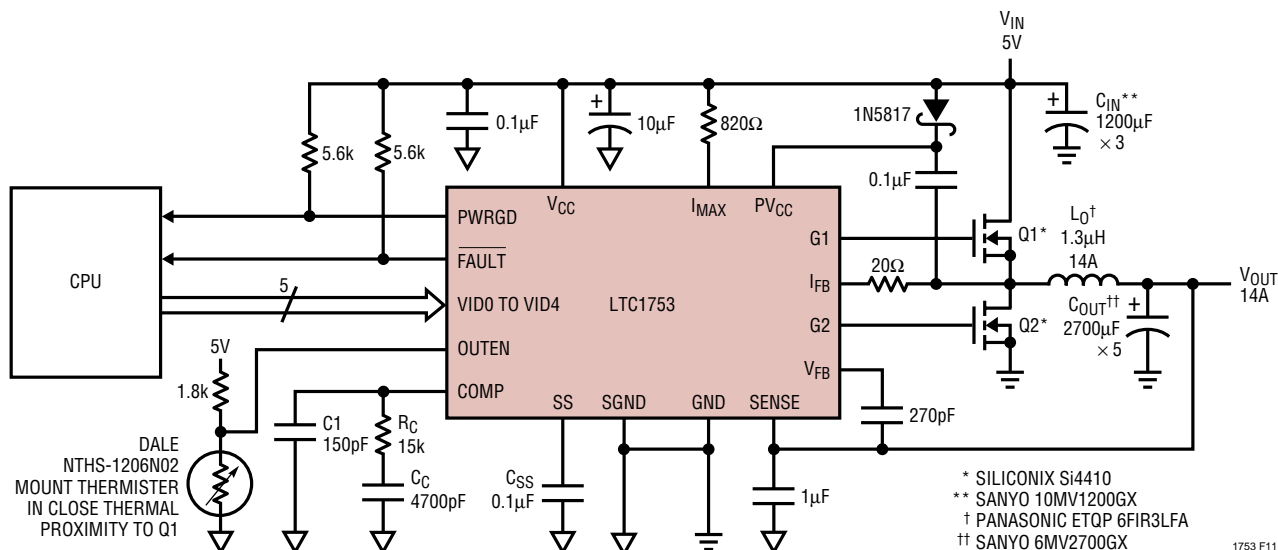 V_IN
5V
1N5817
C_IN**
1200µF
× 3
5.6k
5.6k
0.1µF
+
10µF
820Ω
+
0.1µF
CPU
PWRGD
V_CC
I_MAX
PV_CC
FAULT
G1
Q1*
L_O†
1.3µH
14A
5
VID0 TO VID4
LTC1753
I_FB
20Ω
V_OUT
14A
OUTEN
G2
Q2*
C_OUT††
2700µF
× 5
+
5V
1.8k
COMP
SS
SGND
GND
SENSE
V_FB
C1
150pF
R_C
15k
C_C
4700pF
C_SS
0.1µF
1µF
270pF
DALE
NTHS-1206N02
MOUNT THERMISTER
IN CLOSE THERMAL
PROXIMITY TO Q1
* SILICONIX Si4410
** SANYO 10MV1200GX
† PANASONIC ETQP 6FIR3LFA
†† SANYO 6MV2700GX
1753 F11